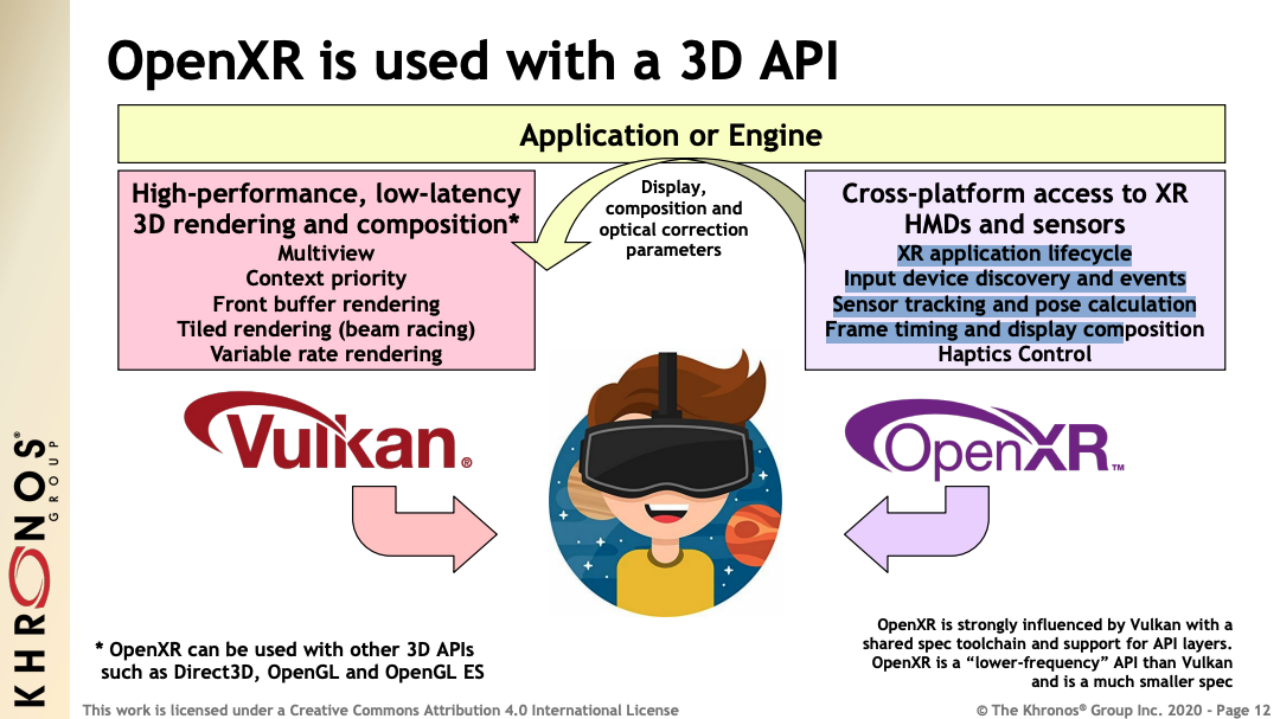 OpenXR is used with a 3D API
Application or Engine
High-performance, low-latency
3D rendering and composition*
Multiview
Context priority
Front buffer rendering
Tiled rendering (beam racing)
Variable rate rendering
Display,
composition and
optical correction
parameters
Cross-platform access to XR
HMDs and sensors
XR application lifecycle
Input device discovery and events
Sensor tracking and pose calculation
Frame timing and display composition
Haptics Control
Vulkan®
OpenXR™
* OpenXR can be used with other 3D APIs
such as Direct3D, OpenGL and OpenGL ES
OpenXR is strongly influenced by Vulkan with a
shared spec toolchain and support for API layers.
OpenXR is a “lower-frequency” API than Vulkan
and is a much smaller spec
KHRONOS®
GROUP
This work is licensed under a Creative Commons Attribution 4.0 International License
© The Khronos® Group Inc. 2020 - Page 12